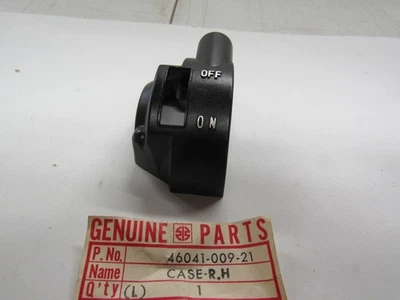 OFF
ON
GENUINE PARTS
P.No. 46041-009-21
Name CASE-R,H
Q'ty (L) 1